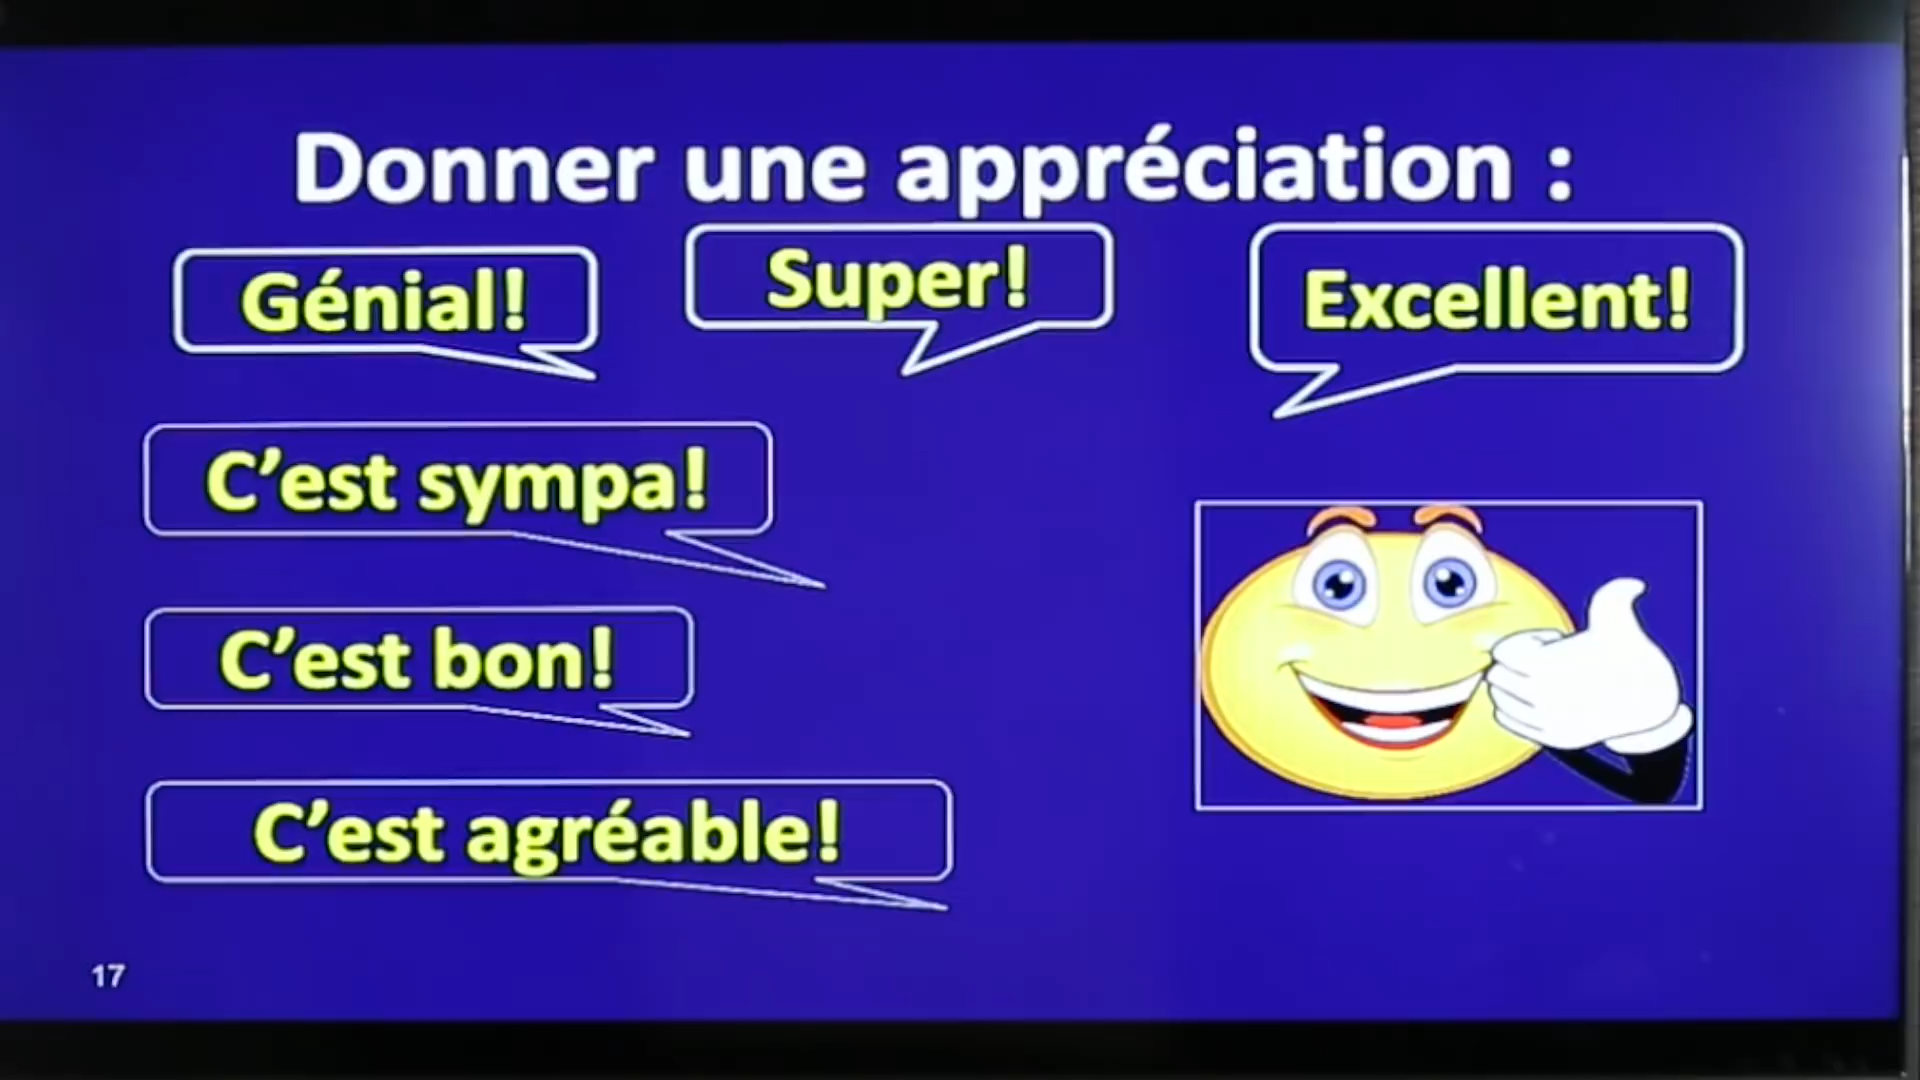 Donner une appréciation :
Génial!
Super!
Excellent!
C’est sympa!
C’est bon!
C’est agréable!
17